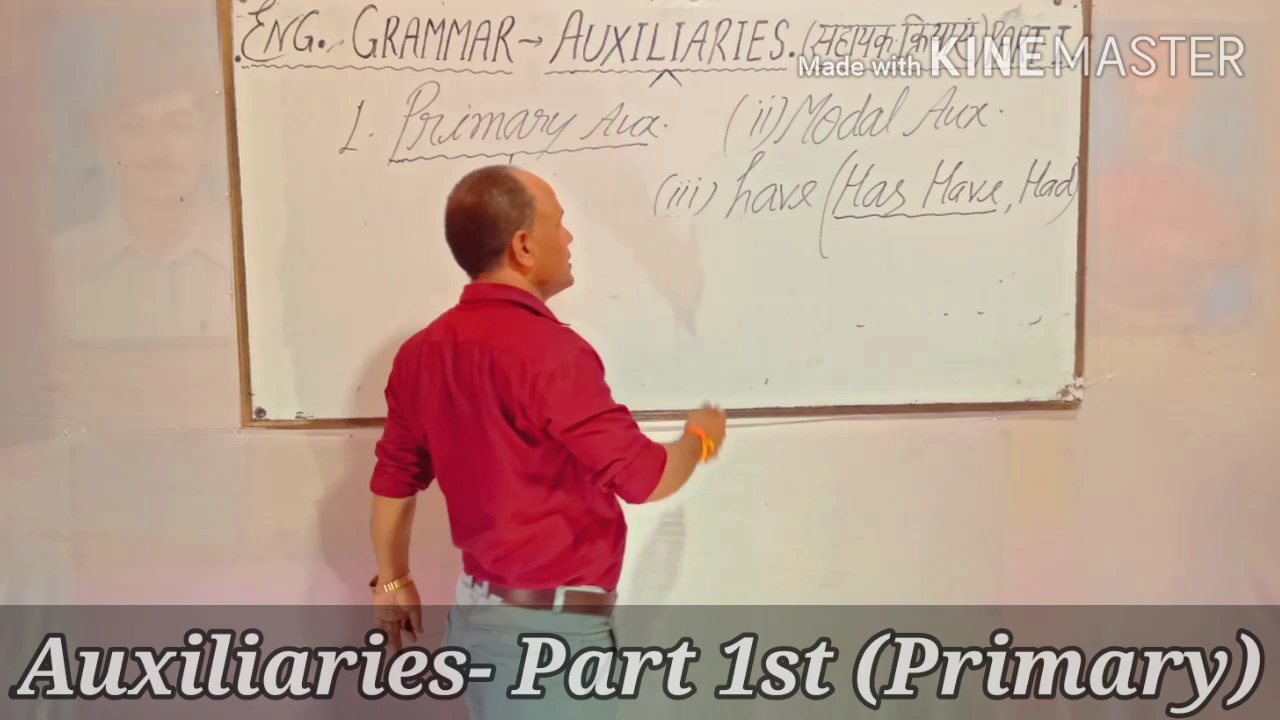 ENG. GRAMMAR → AUXILIARIES. (सहायक क्रियाएं) PART I
Made with KINEMASTER
1. Primary Aux. (ii) Modal Aux.
(iii) have (Has Have, Had)
Auxiliaries- Part 1st (Primary)